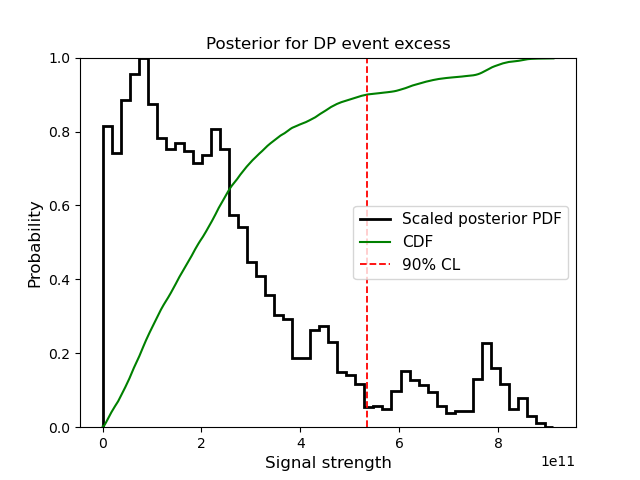 Posterior for DP event excess
1.0
0.8
0.6
0.4
0.2
0.0
Probability
Scaled posterior PDF
CDF
90% CL
0 2 4 6 8
1e11
Signal strength